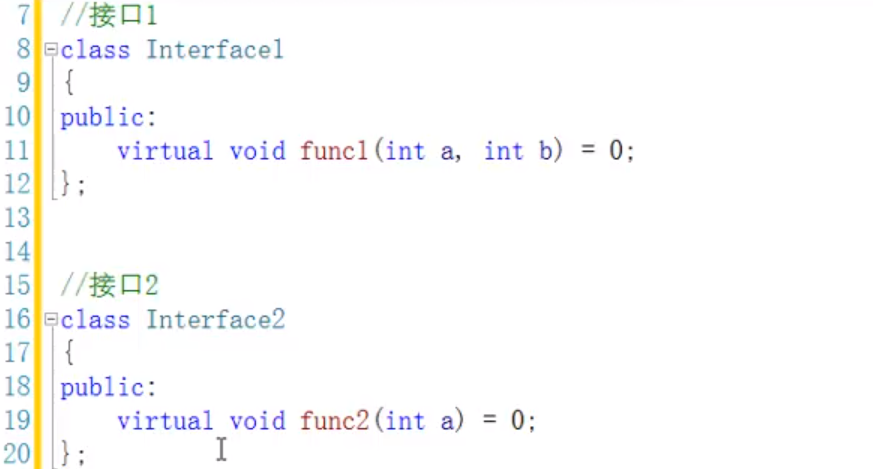 7 //接口1
8 class Interface1
9 {
10 public:
11 virtual void func1(int a, int b) = 0;
12 };
13
14
15 //接口2
16 class Interface2
17 {
18 public:
19 virtual void func2(int a) = 0;
20 };